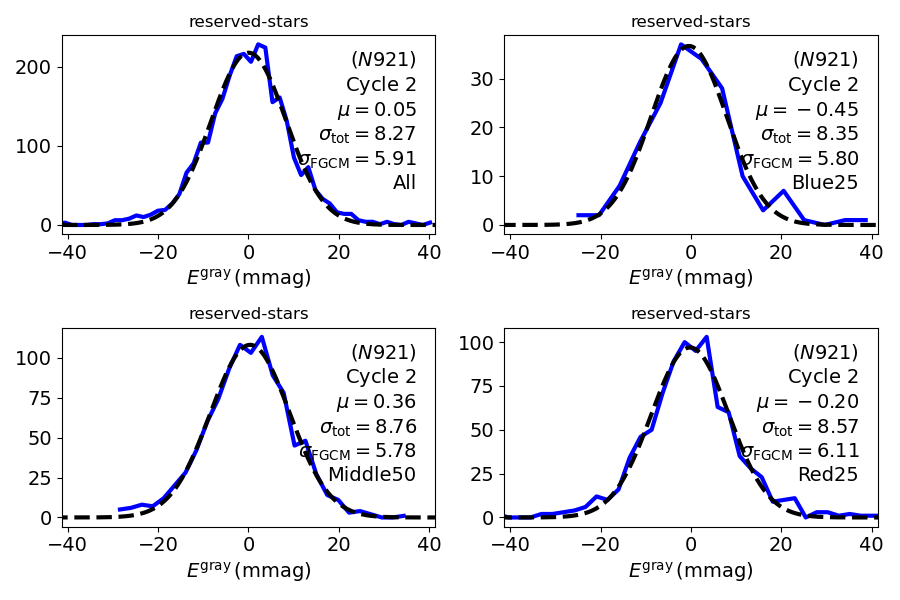 reserved-stars
(N921)
Cycle 2
μ = 0.05
σtot = 8.27
σFGCM = 5.91
All
200
100
0
−40 −20 0 20 40
Egray (mmag)
reserved-stars
(N921)
Cycle 2
μ = −0.45
σtot = 8.35
σFGCM = 5.80
Blue25
30
20
10
0
−40 −20 0 20 40
Egray (mmag)
reserved-stars
(N921)
Cycle 2
μ = 0.36
σtot = 8.76
σFGCM = 5.78
Middle50
100
75
50
25
0
−40 −20 0 20 40
Egray (mmag)
reserved-stars
(N921)
Cycle 2
μ = −0.20
σtot = 8.57
σFGCM = 6.11
Red25
100
75
50
25
0
−40 −20 0 20 40
Egray (mmag)